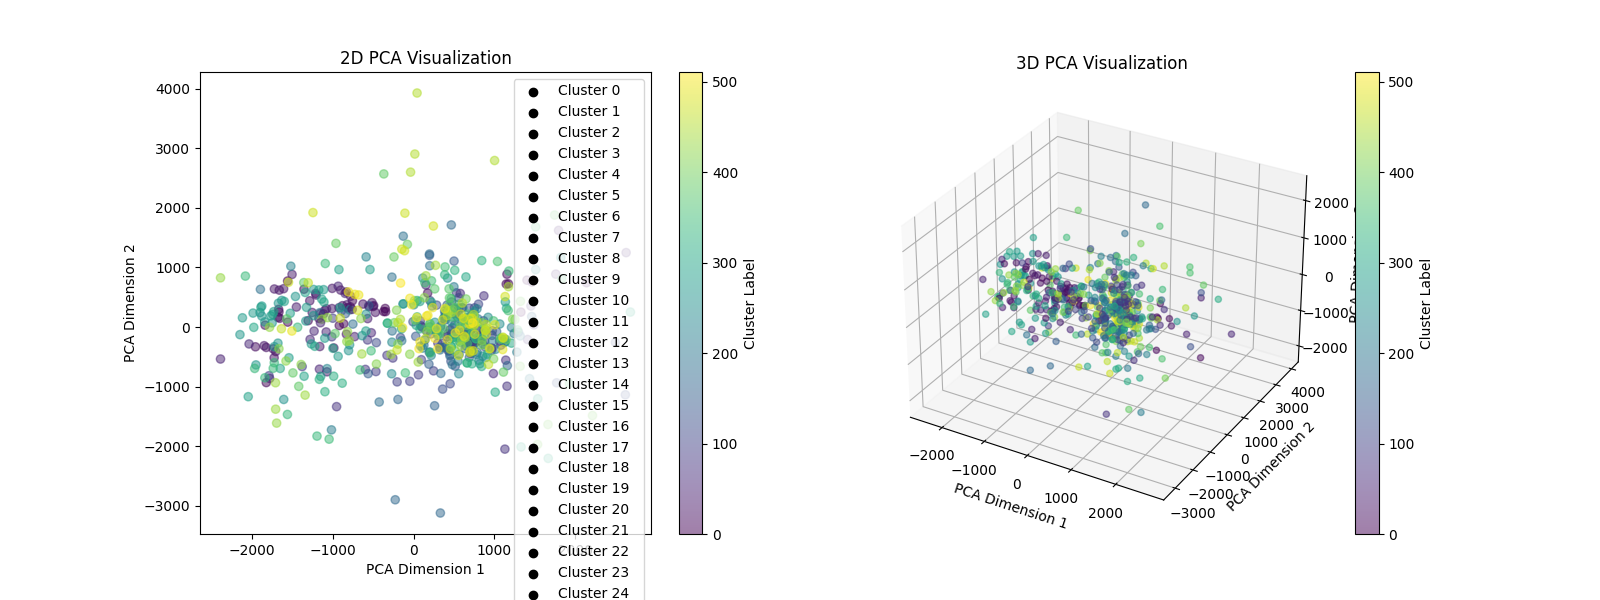 2D PCA Visualization
4000
3000
2000
1000
0
−1000
−2000
−3000
PCA Dimension 2
−2000
−1000
0
1000
PCA Dimension 1
Cluster 0
Cluster 1
Cluster 2
Cluster 3
Cluster 4
Cluster 5
Cluster 6
Cluster 7
Cluster 8
Cluster 9
Cluster 10
Cluster 11
Cluster 12
Cluster 13
Cluster 14
Cluster 15
Cluster 16
Cluster 17
Cluster 18
Cluster 19
Cluster 20
Cluster 21
Cluster 22
Cluster 23
Cluster 24
500
400
300
200
100
0
Cluster Label
3D PCA Visualization
2000
1000
0
−1000
−2000
4000
3000
2000
1000
0
−1000
−2000
−3000
PCA Dimension 2
−2000
−1000
0
1000
2000
PCA Dimension 1
500
400
300
200
100
0
Cluster Label